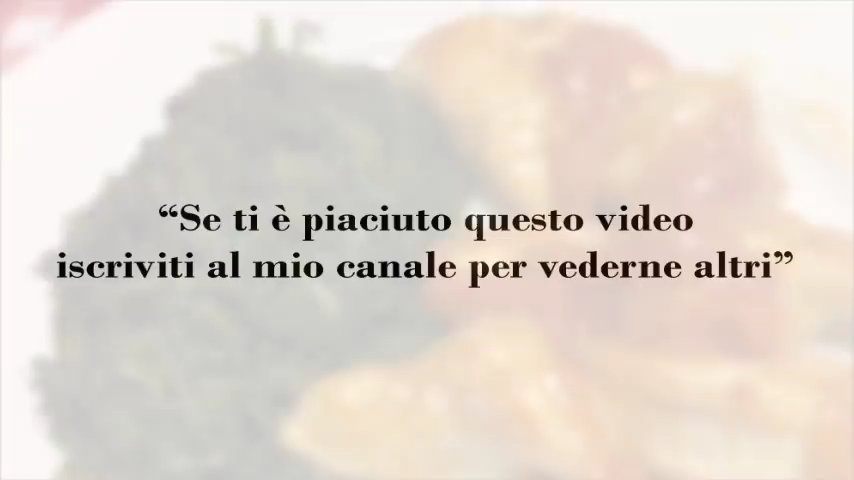 “Se ti è piaciuto questo video
iscriviti al mio canale per vederne altri”